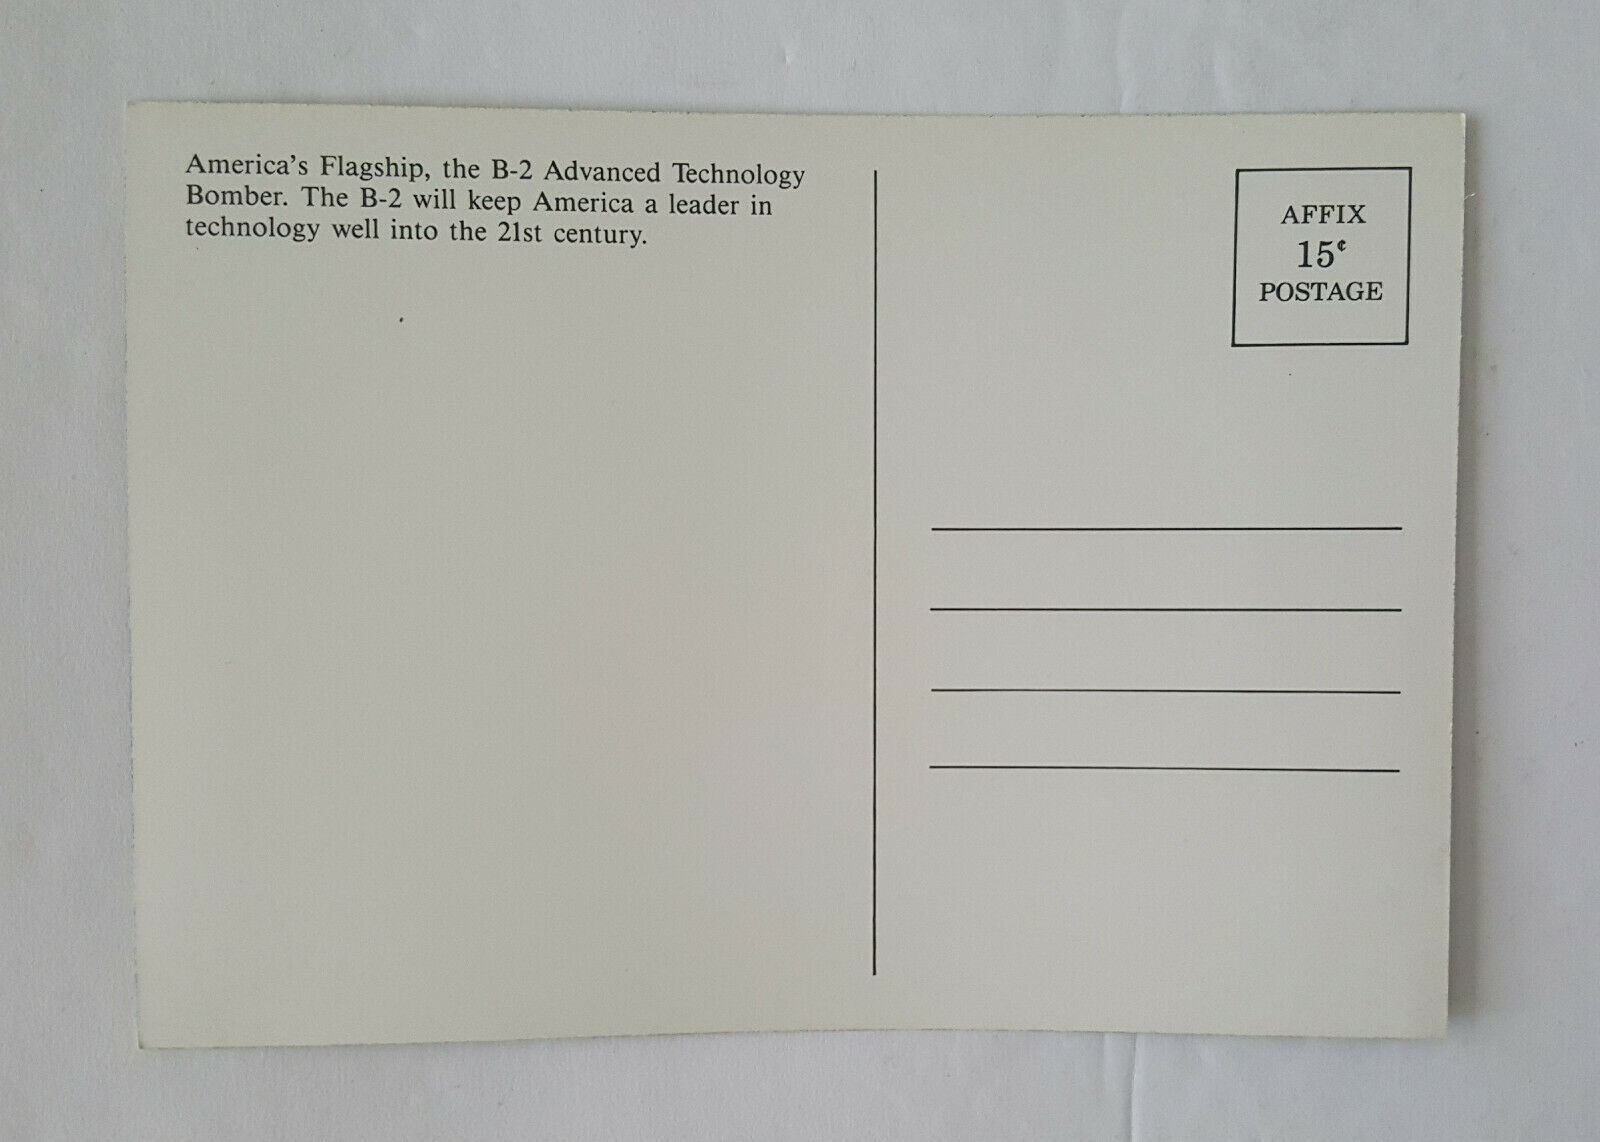 America's Flagship, the B-2 Advanced Technology
Bomber. The B-2 will keep America a leader in
technology well into the 21st century.
AFFIX
15¢
POSTAGE